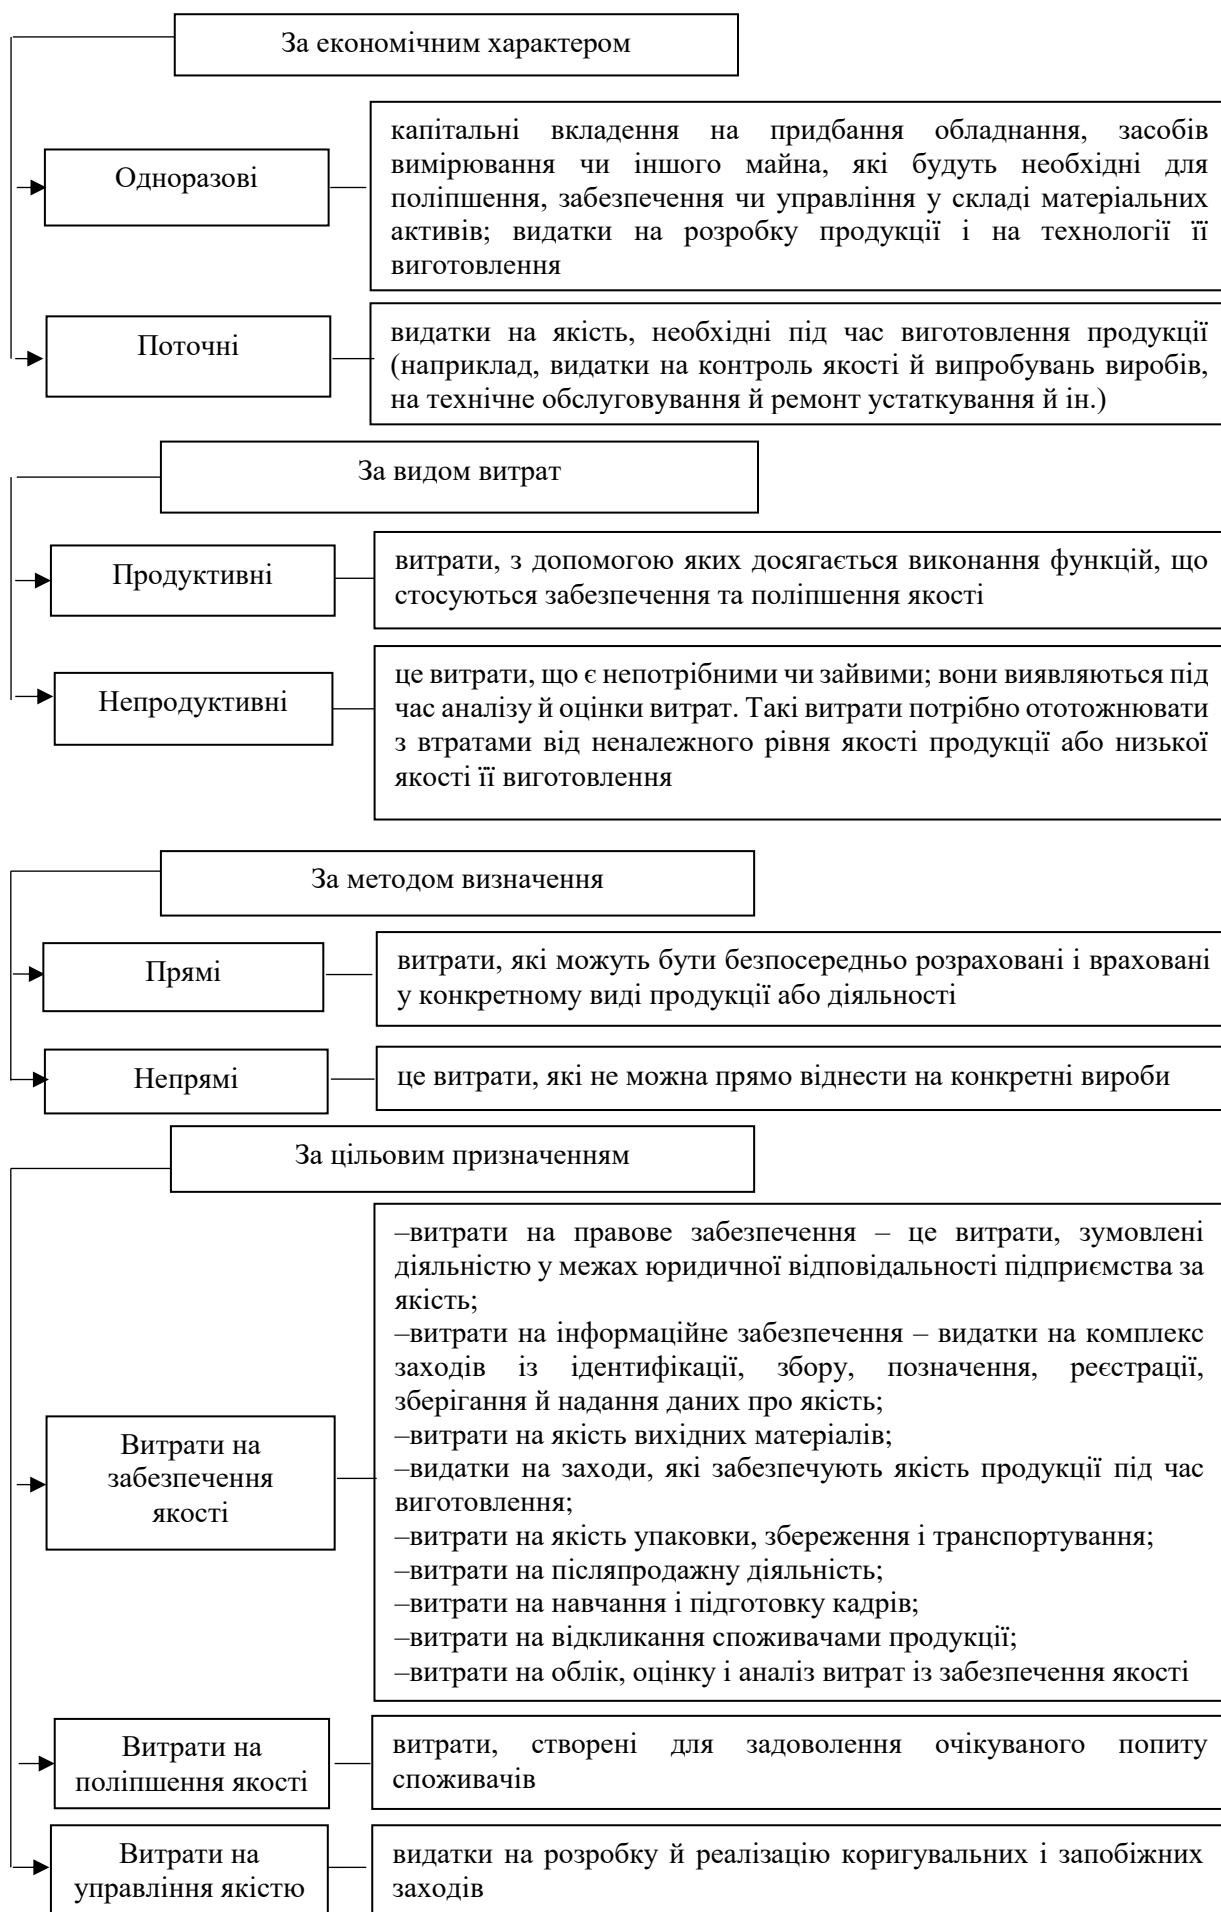 За економічним характером
Одноразові
капітальні вкладення на придбання обладнання, засобів
вимірювання чи іншого майна, які будуть необхідні для
поліпшення, забезпечення чи управління у складі матеріальних
активів; видатки на розробку продукції і на технології її
виготовлення
Поточні
видатки на якість, необхідні під час виготовлення продукції
(наприклад, видатки на контроль якості й випробувань виробів,
на технічне обслуговування й ремонт устаткування й ін.)
За видом витрат
Продуктивні
витрати, з допомогою яких досягається виконання функцій, що
стосуються забезпечення та поліпшення якості
Непродуктивні
це витрати, що є непотрібними чи зайвими; вони виявляються під
час аналізу й оцінки витрат. Такі витрати потрібно ототожнювати
з втратами від неналежного рівня якості продукції або низької
якості її виготовлення
За методом визначення
Прямі
витрати, які можуть бути безпосередньо розраховані і враховані
у конкретному виді продукції або діяльності
Непрямі
це витрати, які не можна прямо віднести на конкретні вироби
За цільовим призначенням
Витрати на
забезпечення
якості
–витрати на правове забезпечення – це витрати, зумовлені
діяльністю у межах юридичної відповідальності підприємства за
якість;
–витрати на інформаційне забезпечення – видатки на комплекс
заходів із ідентифікації, збору, позначення, реєстрації,
зберігання й надання даних про якість;
–витрати на якість вихідних матеріалів;
–видатки на заходи, які забезпечують якість продукції під час
виготовлення;
–витрати на якість упаковки, збереження і транспортування;
–витрати на післяпродажну діяльність;
–витрати на навчання і підготовку кадрів;
–витрати на відкликання споживачами продукції;
–витрати на облік, оцінку і аналіз витрат із забезпечення якості
Витрати на
поліпшення якості
витрати, створені для задоволення очікуваного попиту
споживачів
Витрати на
управління якістю
видатки на розробку й реалізацію коригувальних і запобіжних
заходів